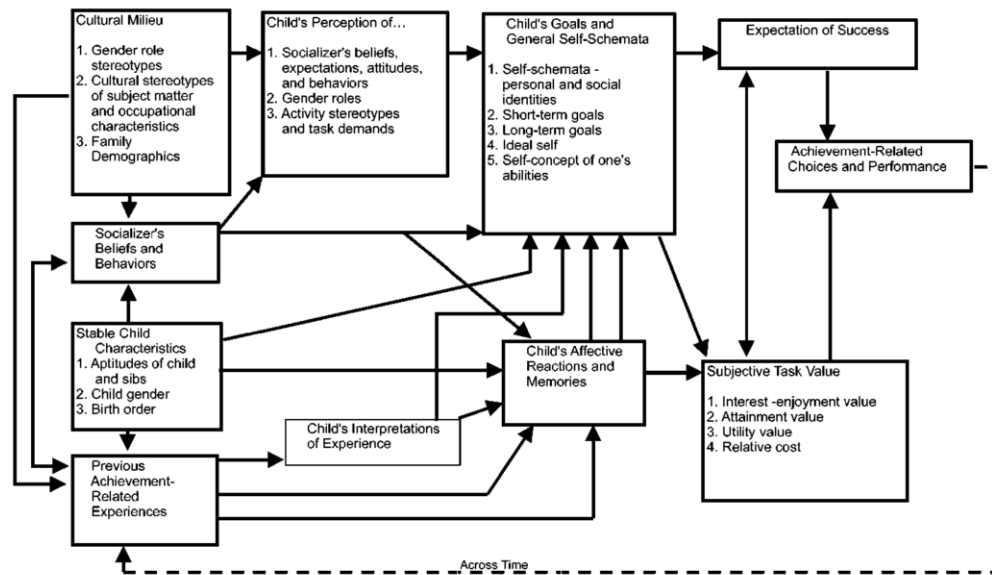 Cultural Milieu
1. Gender role
stereotypes
2. Cultural stereotypes
of subject matter
and occupational
characteristics
3. Family
Demographics
Child's Perception of…
1. Socializer's beliefs,
expectations, attitudes,
and behaviors
2. Gender roles
3. Activity stereotypes
and task demands
Child's Goals and
General Self-Schemata
1. Self-schemata -
personal and social
identities
2. Short-term goals
3. Long-term goals
4. Ideal self
5. Self-concept of one's
abilities
Expectation of Success
Achievement-Related
Choices and Performance
Socializer's
Beliefs and
Behaviors
Stable Child
Characteristics
1. Aptitudes of child
and sibs
2. Child gender
3. Birth order
Child's Affective
Reactions and
Memories
Subjective Task Value
1. Interest -enjoyment value
2. Attainment value
3. Utility value
4. Relative cost
Child's Interpretations
of Experience
Previous
Achievement-
Related
Experiences
Across Time